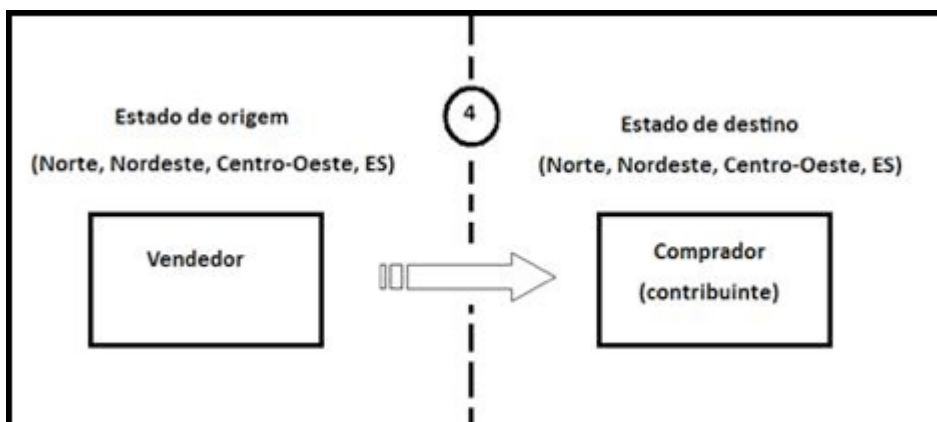 Estado de origem
(Norte, Nordeste, Centro-Oeste, ES)
Vendedor
4
Estado de destino
(Norte, Nordeste, Centro-Oeste, ES)
Comprador
(contribuinte)